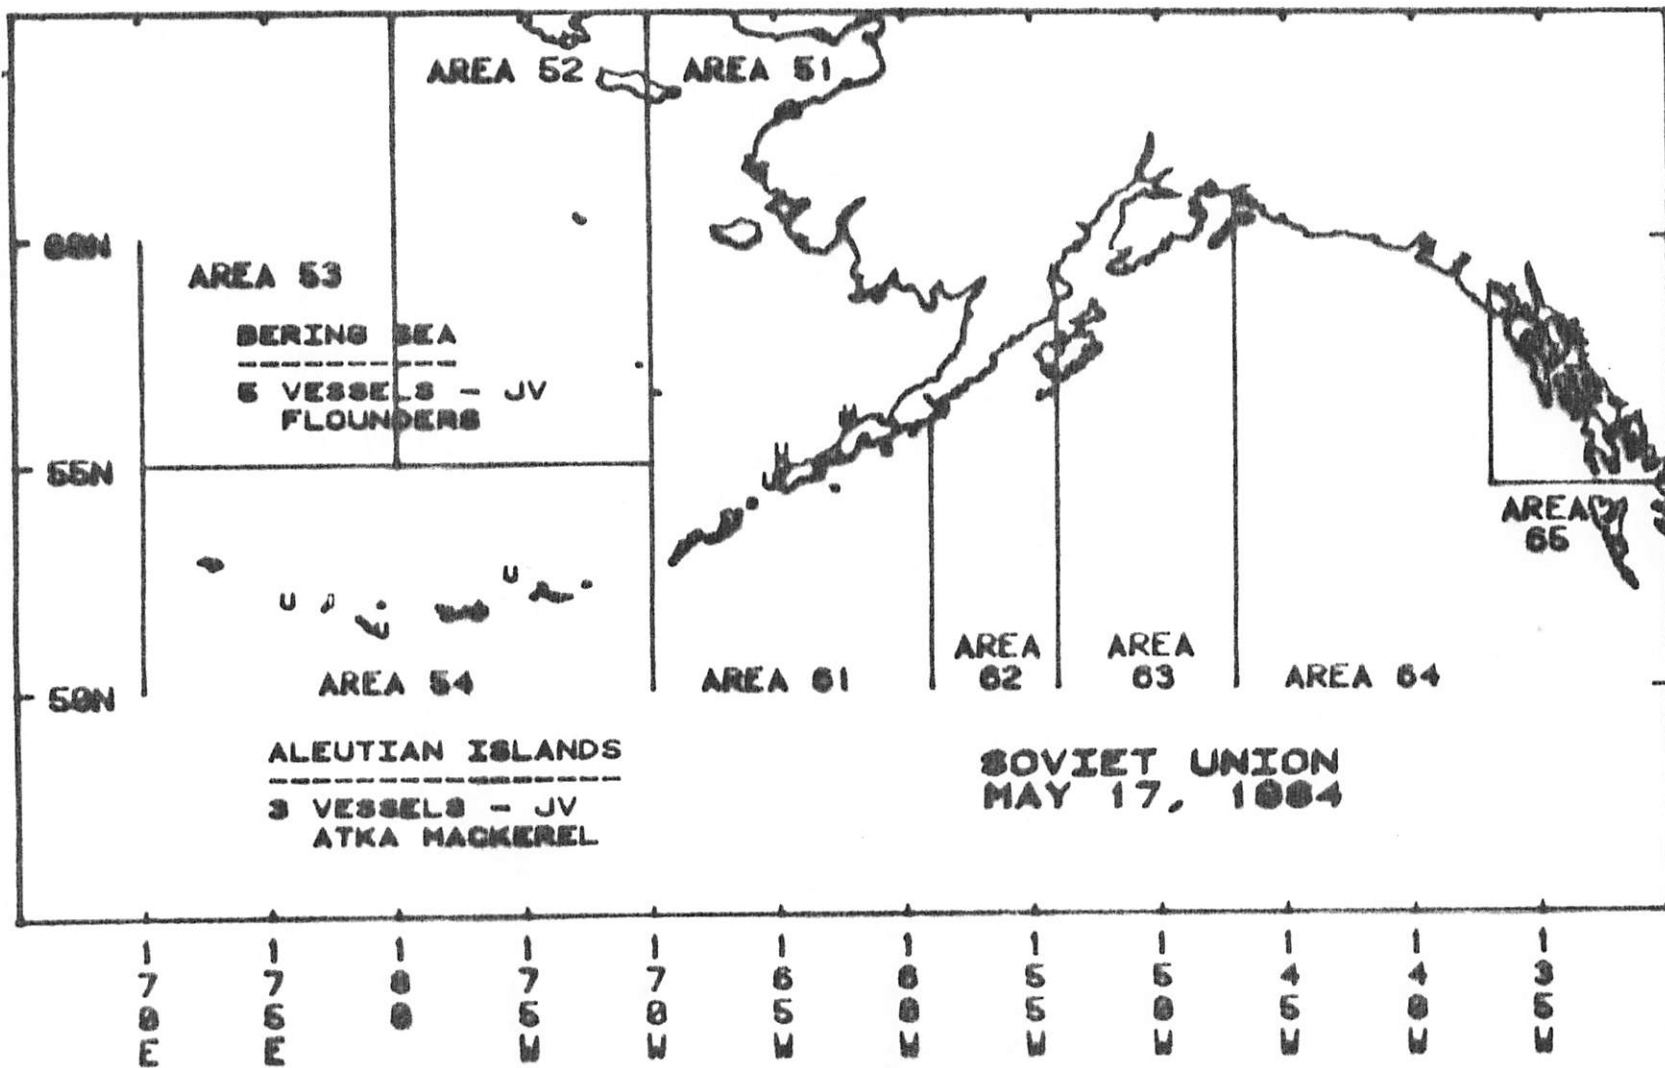 AREA 52
AREA 51
60N
AREA 53
BERING SEA
5 VESSELS - JV
FLOUNDERS
55N
AREA 65
U
U
U
U
U
U
AREA 54
AREA 61
AREA 62
AREA 63
AREA 64
50N
ALEUTIAN ISLANDS
3 VESSELS - JV
ATKA MACKEREL
SOVIET UNION
MAY 17, 1984
170E
175E
180
175W
170W
165W
160W
155W
150W
145W
140W
135W